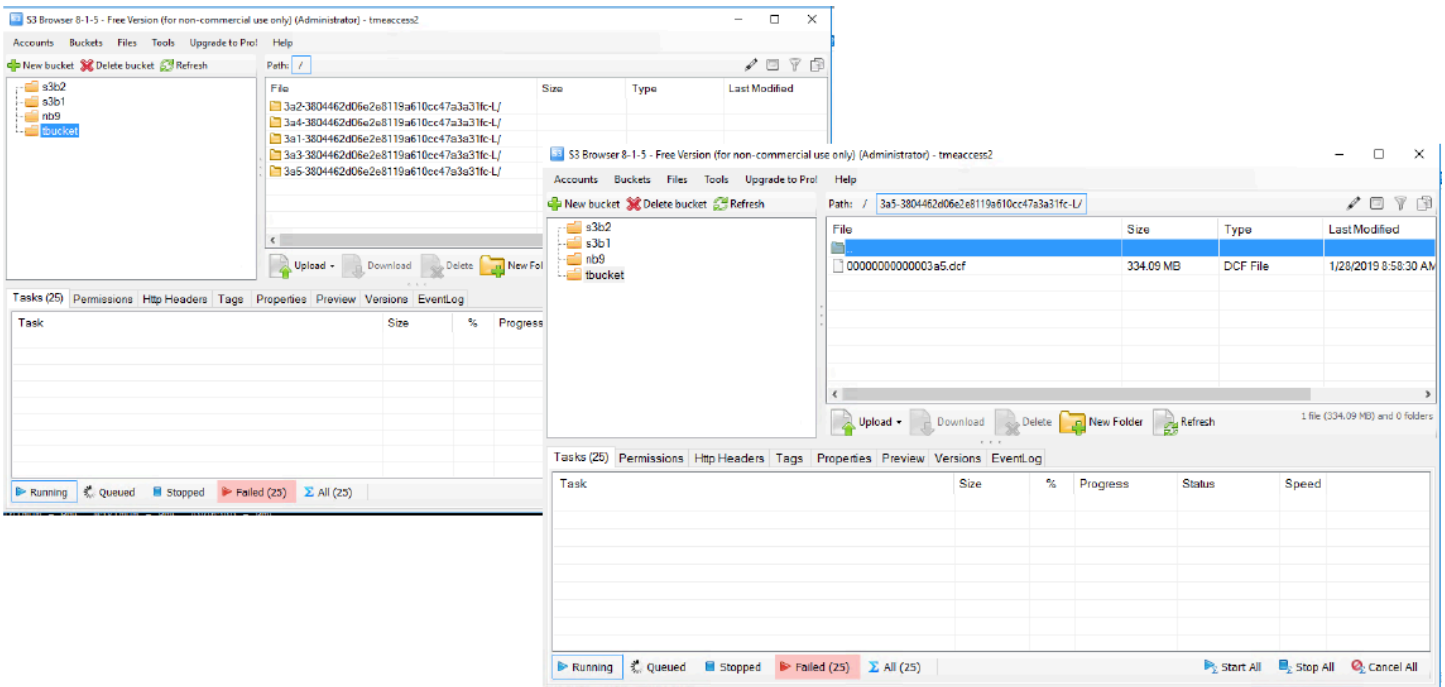 S3 Browser 8-1-5 - Free Version (for non-commercial use only) (Administrator) - tmeaccess2
Accounts Buckets Files Tools Upgrade to Pro! Help
New bucket Delete bucket Refresh
Path: /
s3b2
s3b1
nb9
tbucket
File Size Type Last Modified
3a2-3804462d06e2e8119a610cc47a3a31fc-L/
3a4-3804462d06e2e8119a610cc47a3a31fc-L/
3a1-3804462d06e2e8119a610cc47a3a31fc-L/
3a3-3804462d06e2e8119a610cc47a3a31fc-L/
3a5-3804462d06e2e8119a610cc47a3a31fc-L/
Upload Download Delete New Fol
Tasks (25) Permissions Http Headers Tags Properties Preview Versions EventLog
Task Size % Progress
Running Queued Stopped Failed (25) All (25)
S3 Browser 8-1-5 - Free Version (for non-commercial use only) (Administrator) - tmeaccess2
Accounts Buckets Files Tools Upgrade to Pro! Help
New bucket Delete bucket Refresh
Path: / 3a5-3804462d06e2e8119a610cc47a3a31fc-L/
s3b2
s3b1
nb9
tbucket
File Size Type Last Modified
..
00000000000003a5.dcf 334.09 MB DCF File 1/28/2019 8:58:30 AM
Upload Download Delete New Folder Refresh
1 file (334.09 MB) and 0 folders
Tasks (25) Permissions Http Headers Tags Properties Preview Versions EventLog
Task Size % Progress Status Speed
Running Queued Stopped Failed (25) All (25)
Start All Stop All Cancel All